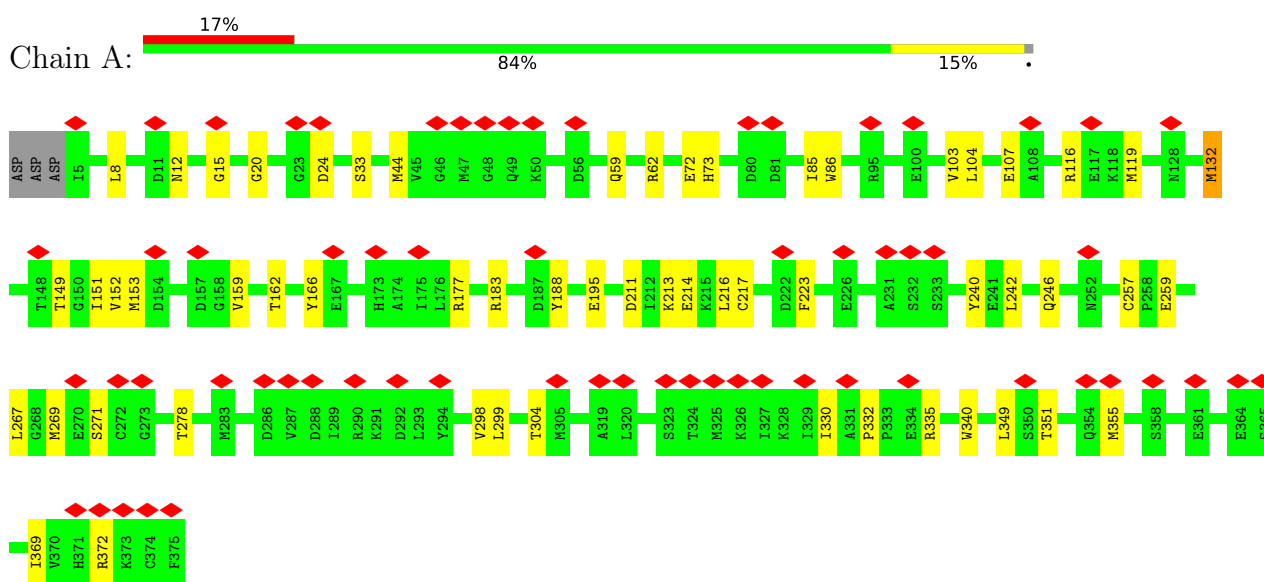 17%
Chain A:
84% 15% •
ASP ASP ASP I5 L8 D11 N12 G15 G20 G23 D24 S33 M44 V45 G46 M47 G48 Q49 K50 D56 Q59 R62 E72 H73 D80 D81 I85 W86 R95 E100 V103 L104 E107 A108 R116 E117 K118 M119 N128 M132
T148 T149 G150 I151 V152 M153 D154 D157 G158 V159 T162 Y166 E167 H173 A174 I175 L176 R177 R183 D187 Y188 E195 D211 I212 K213 E214 K215 L216 C217 D222 F223 E226 A231 S232 S233 Y240 E241 L242 Q246 N252 C257 P258 E259
L267 G268 M269 E270 S271 C272 G273 T278 M283 D286 V287 D288 I289 R290 K291 D292 L293 Y294 V298 L299 T304 M305 A319 L320 S323 T324 M325 K326 I327 K328 I329 I330 A331 P332 P333 E334 R335 W340 L349 S350 T351 Q354 M355 S358 E361 E364 S365
I369 V370 H371 R372 K373 C374 F375